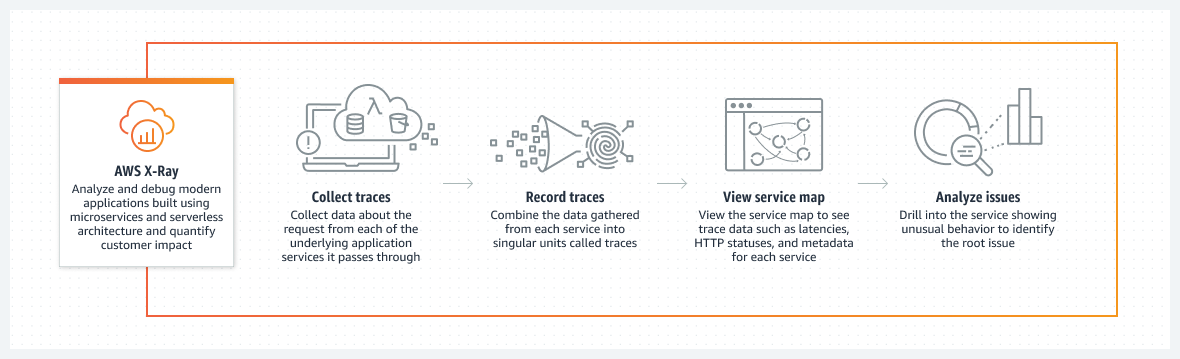 AWS X-Ray
Analyze and debug modern
applications built using
microservices and serverless
architecture and quantify
customer impact
Collect traces
Collect data about the
request from each of the
underlying application
services it passes through
Record traces
Combine the data gathered
from each service into
singular units called traces
View service map
View the service map to see
trace data such as latencies,
HTTP statuses, and metadata
for each service
Analyze issues
Drill into the service showing
unusual behavior to identify
the root issue